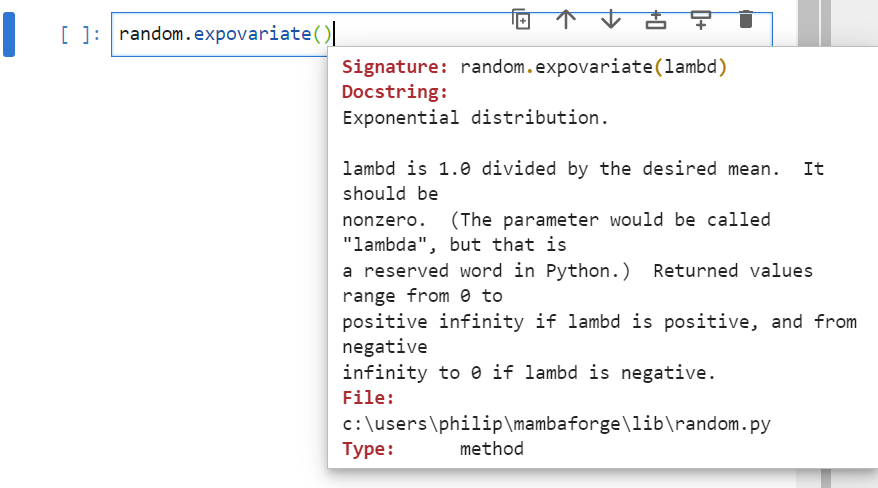 [ ]: random.expovariate()
Signature: random.expovariate(lambd)
Docstring:
Exponential distribution.
lambd is 1.0 divided by the desired mean.  It
should be
nonzero.  (The parameter would be called
"lambda", but that is
a reserved word in Python.)  Returned values
range from 0 to
positive infinity if lambd is positive, and from
negative
infinity to 0 if lambd is negative.
File:
c:\users\philip\mambaforge\lib\random.py
Type:      method